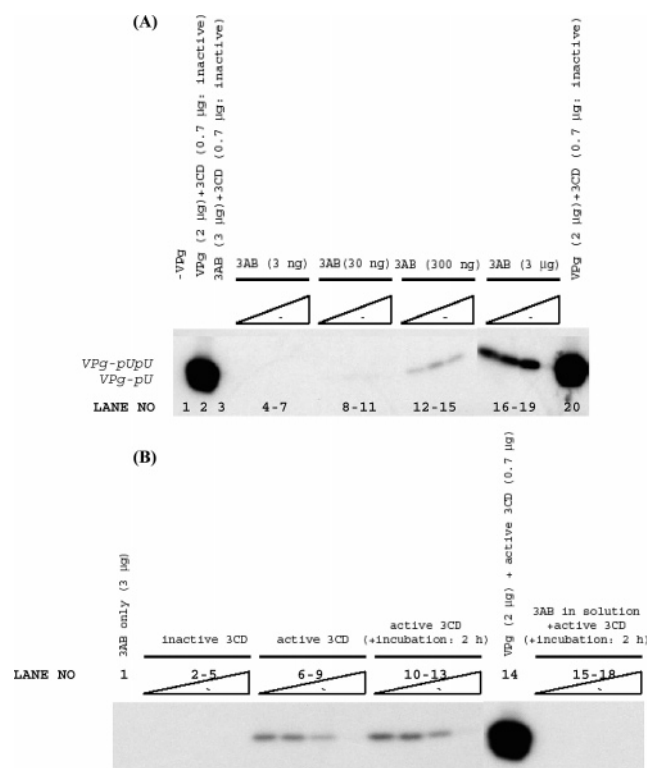 (A)
-VPg
VPg (2 µg)+3CD (0.7 µg: inactive)
3AB (3 µg)+3CD (0.7 µg: inactive)
VPg (2 µg)+3CD (0.7 µg: inactive)
3AB (3 ng) 3AB(30 ng) 3AB (300 ng) 3AB (3 µg)
- - - -
VPg-pUpU
VPg-pU
LANE NO 1 2 3 4-7 8-11 12-15 16-19 20
(B)
3AB only (3 µg)
VPg (2 µg) + active 3CD (0.7 µg)
inactive 3CD
active 3CD
active 3CD
(+incubation: 2 h)
3AB in solution
+active 3CD
(+incubation: 2 h)
LANE NO 1 2-5 6-9 10-13 14 15-18
- - - -